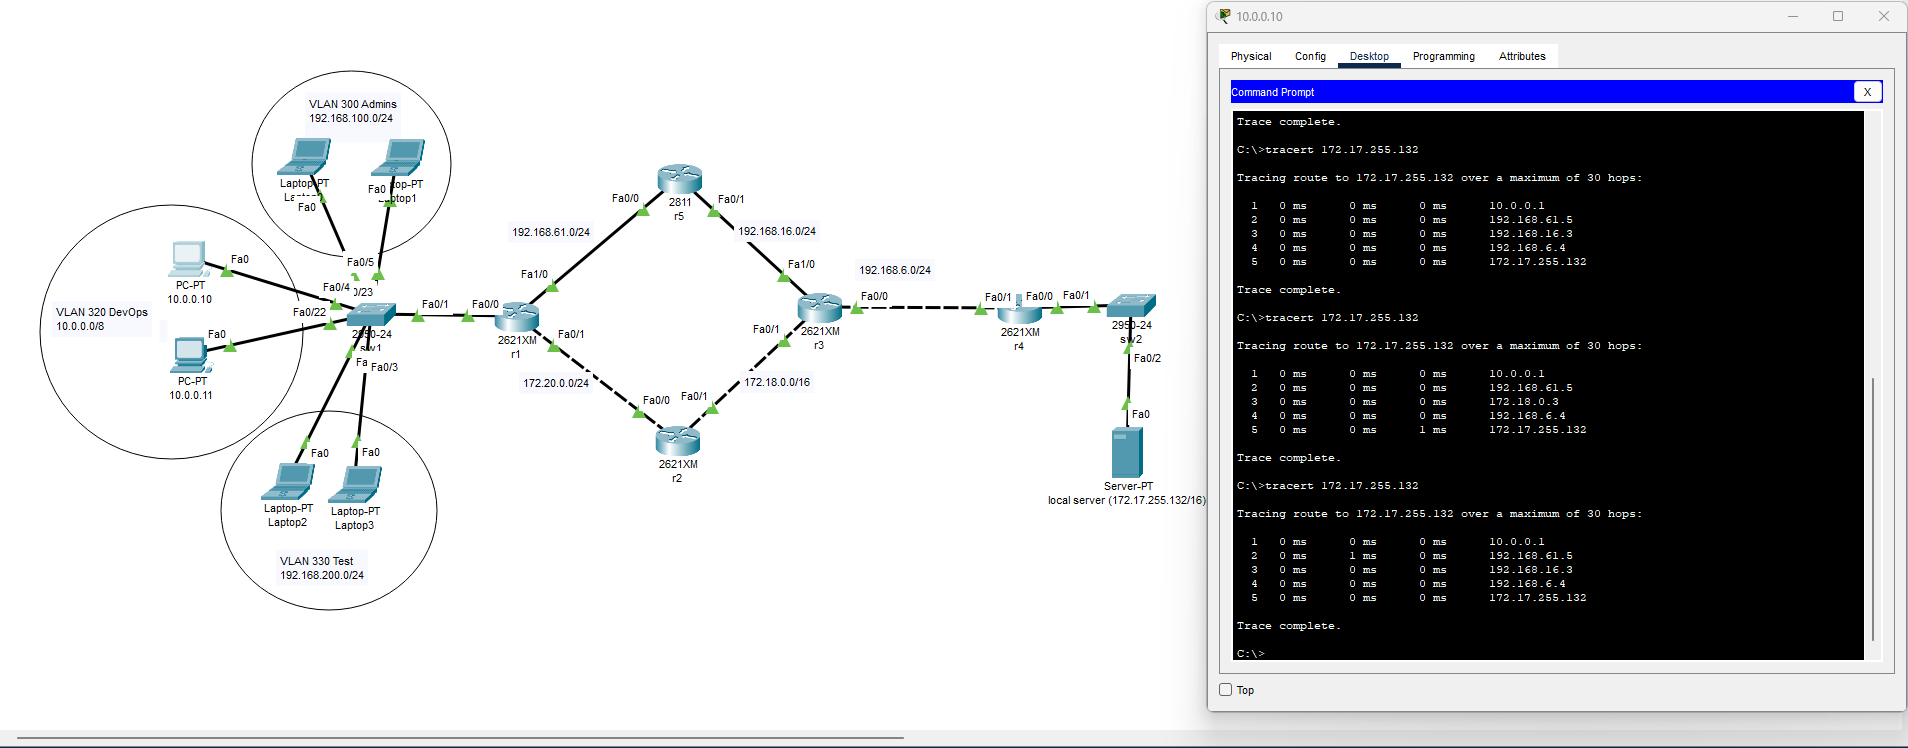 VLAN 300 Admins
192.168.100.0/24
Laptop-PT
Fa0
Fa0
top-PT
Laptop1
VLAN 320 DevOps
10.0.0.0/8
PC-PT
10.0.0.10
Fa0
PC-PT
10.0.0.11
Fa0
Fa0/5
Fa0/4
0/23
Fa0/22
2950-24
sw1
Fa0/3
Fa0/1
Fa0
Laptop-PT
Laptop2
Fa0
Laptop-PT
Laptop3
VLAN 330 Test
192.168.200.0/24
Fa0/0
2621XM
r1
Fa1/0
Fa0/1
192.168.61.0/24
Fa0/0
2811
r5
Fa0/1
192.168.16.0/24
172.20.0.0/24
Fa0/0
2621XM
r2
Fa0/1
172.18.0.0/16
Fa1/0
Fa0/1
2621XM
r3
Fa0/0
192.168.6.0/24
Fa0/1
Fa0/0
2621XM
r4
Fa0/1
2950-24
sw2
Fa0/2
Fa0
Server-PT
local server (172.17.255.132/16)
10.0.0.10
Physical Config Desktop Programming Attributes
Command Prompt
X
Trace complete.
C:\>tracert 172.17.255.132
Tracing route to 172.17.255.132 over a maximum of 30 hops:
1 0 ms 0 ms 0 ms 10.0.0.1
2 0 ms 0 ms 0 ms 192.168.61.5
3 0 ms 0 ms 0 ms 192.168.16.3
4 0 ms 0 ms 0 ms 192.168.6.4
5 0 ms 0 ms 0 ms 172.17.255.132
Trace complete.
C:\>tracert 172.17.255.132
Tracing route to 172.17.255.132 over a maximum of 30 hops:
1 0 ms 0 ms 0 ms 10.0.0.1
2 0 ms 0 ms 0 ms 192.168.61.5
3 0 ms 0 ms 0 ms 172.18.0.3
4 0 ms 0 ms 0 ms 192.168.6.4
5 0 ms 0 ms 1 ms 172.17.255.132
Trace complete.
C:\>tracert 172.17.255.132
Tracing route to 172.17.255.132 over a maximum of 30 hops:
1 0 ms 0 ms 0 ms 10.0.0.1
2 0 ms 1 ms 0 ms 192.168.61.5
3 0 ms 0 ms 0 ms 192.168.16.3
4 0 ms 0 ms 0 ms 192.168.6.4
5 0 ms 0 ms 0 ms 172.17.255.132
Trace complete.
C:\>
Top